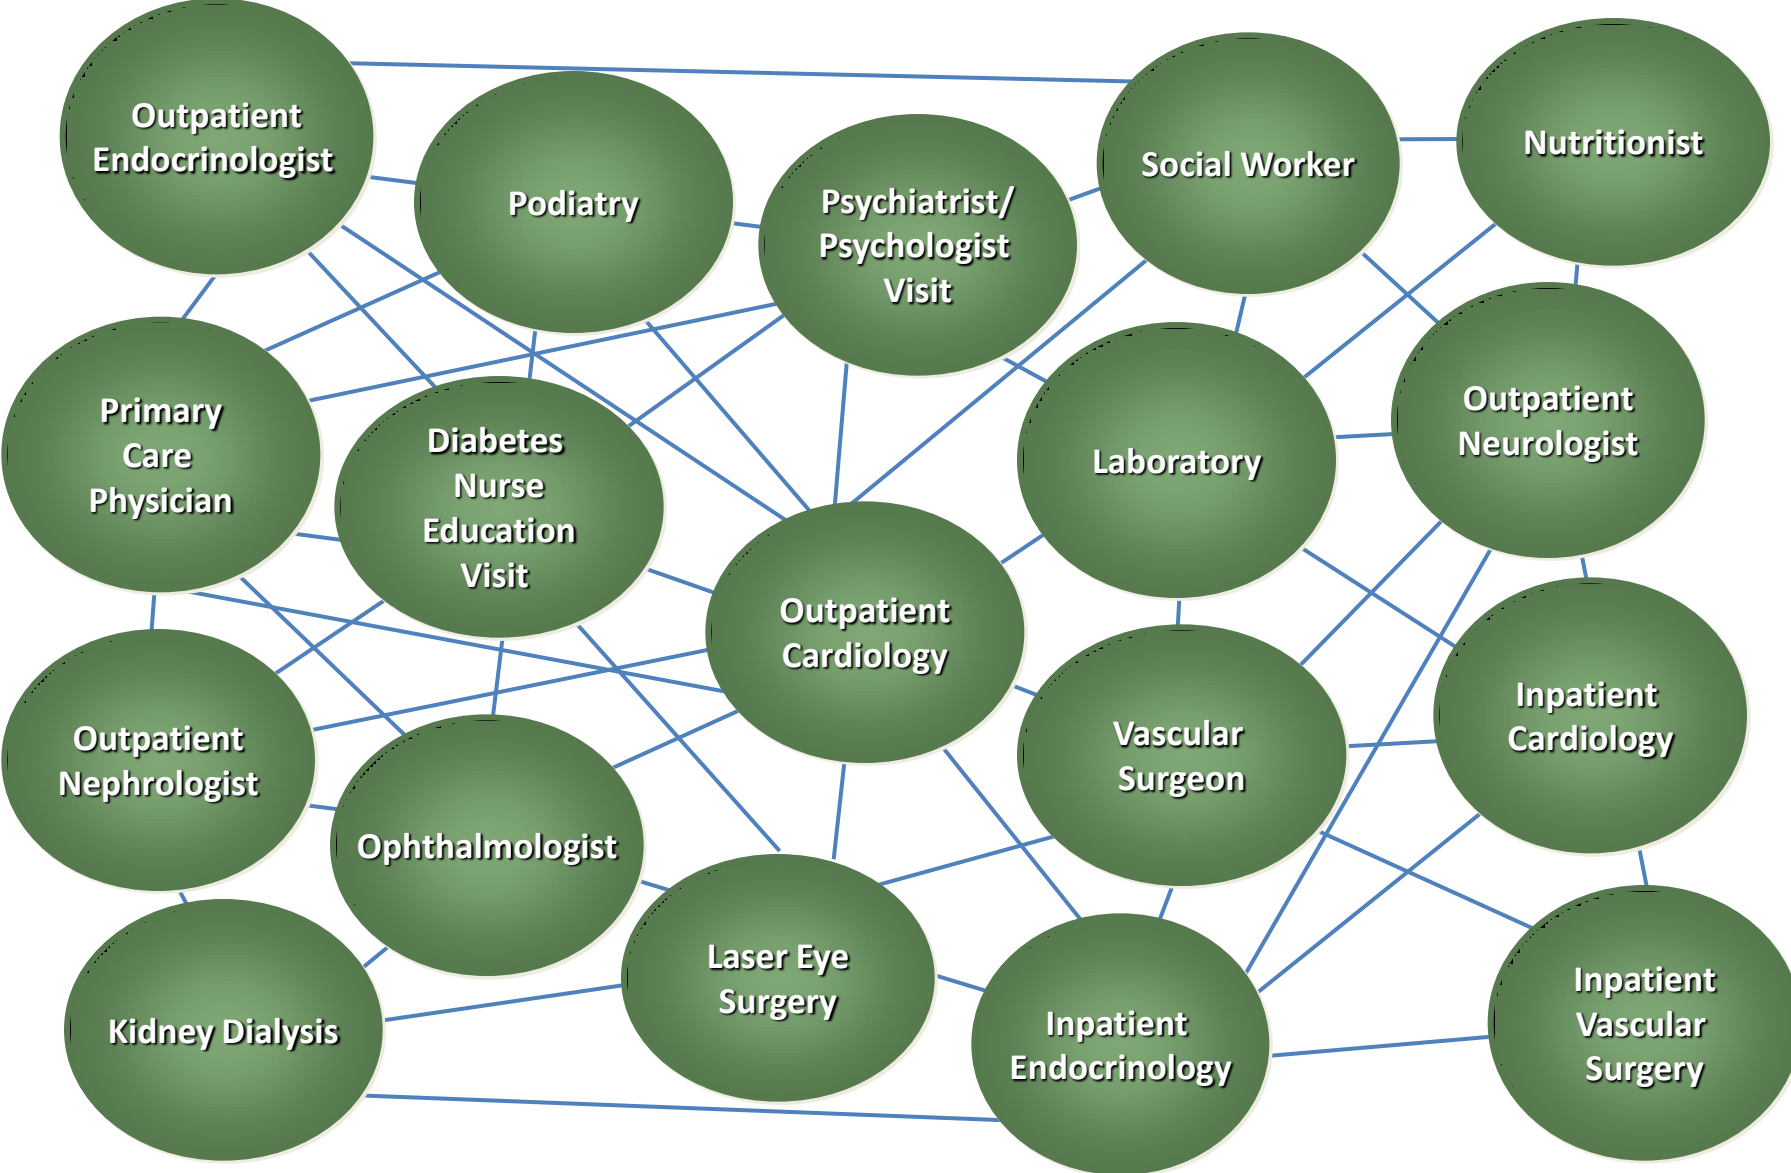 Outpatient
Endocrinologist
Podiatry
Psychiatrist/
Psychologist
Visit
Social Worker
Nutritionist
Primary
Care
Physician
Diabetes
Nurse
Education
Visit
Laboratory
Outpatient
Neurologist
Outpatient
Cardiology
Outpatient
Nephrologist
Ophthalmologist
Vascular
Surgeon
Inpatient
Cardiology
Kidney Dialysis
Laser Eye
Surgery
Inpatient
Endocrinology
Inpatient
Vascular
Surgery